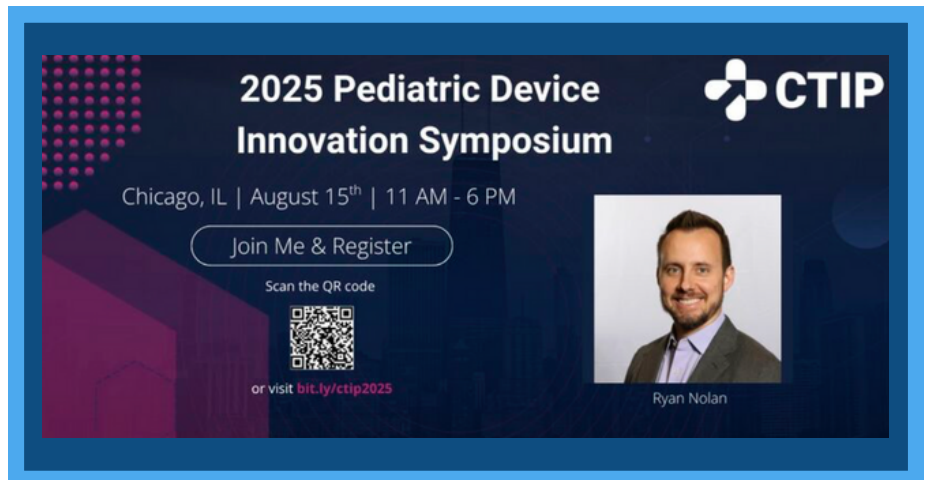 2025 Pediatric Device
Innovation Symposium
CTIP
Chicago, IL | August 15th | 11 AM - 6 PM
Join Me & Register
Scan the QR code
or visit bit.ly/ctip2025
Ryan Nolan